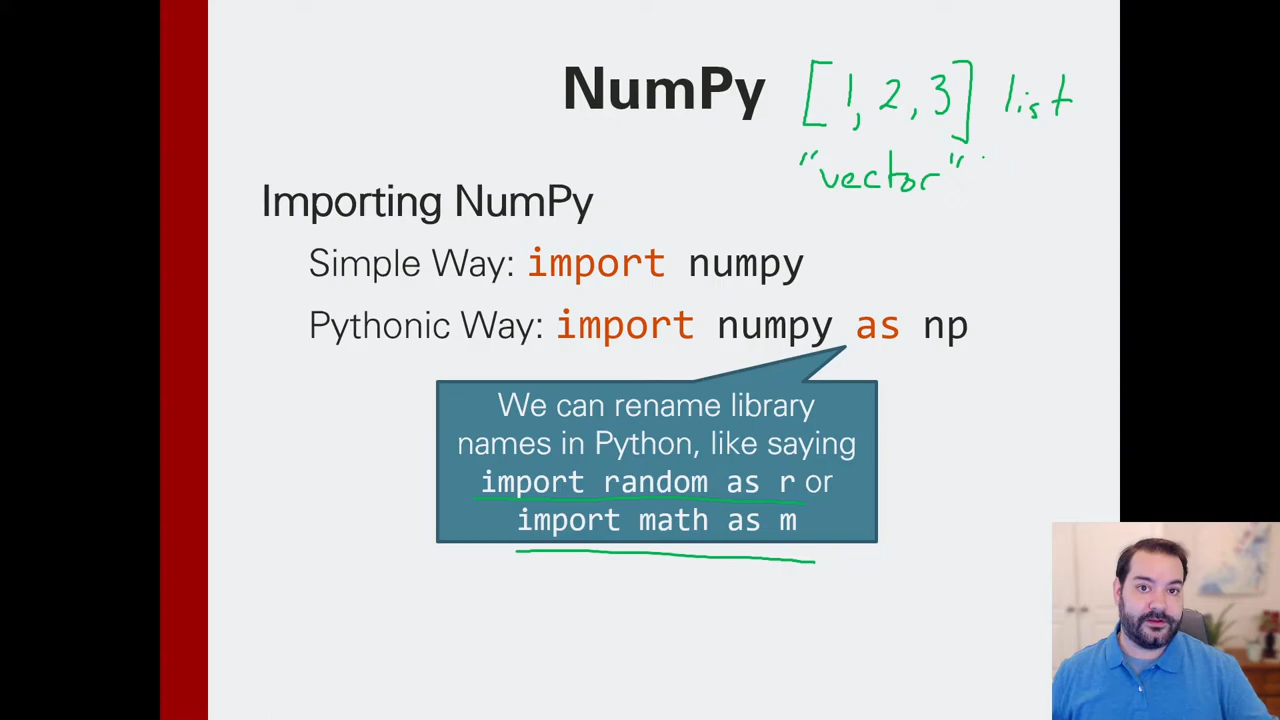 NumPy [1, 2, 3] list
"vector"
Importing NumPy
Simple Way: import numpy
Pythonic Way: import numpy as np
We can rename library
names in Python, like saying
import random as r or
import math as m